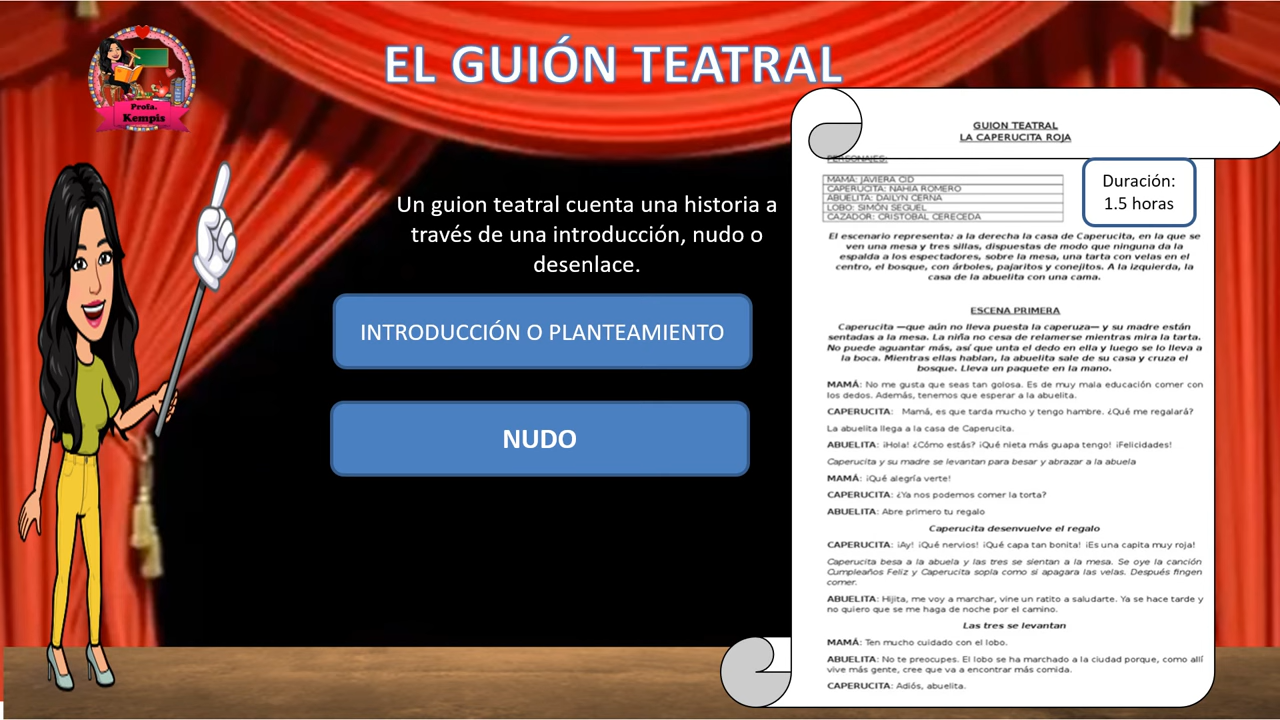 Profa.
Kempis
EL GUIÓN TEATRAL
Un guion teatral cuenta una historia a
través de una introducción, nudo o
desenlace.
INTRODUCCIÓN O PLANTEAMIENTO
NUDO
GUION TEATRAL
LA CAPERUCITA ROJA
PERSONAJES:
MAMÁ: JAVIERA CID
CAPERUCITA: NAHIA ROMERO
ABUELITA: DAILYN CERNA
LOBO: SIMÓN SEGUEL
CAZADOR: CRISTOBAL CERECEDA
Duración:
1.5 horas
El escenario representa: a la derecha la casa de Caperucita, en la que se
ven una mesa y tres sillas, dispuestas de modo que ninguna da la
espalda a los espectadores, sobre la mesa, una tarta con velas en el
centro, el bosque, con árboles, pajaritos y conejitos. A la izquierda, la
casa de la abuelita con una cama.
ESCENA PRIMERA
Caperucita —que aún no lleva puesta la caperuza— y su madre están
sentadas a la mesa. La niña no cesa de relamerse mientras mira la tarta.
No puede aguantar más, así que unta el dedo en ella y luego se lo lleva a
la boca. Mientras ellas hablan, la abuelita sale de su casa y cruza el
bosque. Lleva un paquete en la mano.
MAMÁ: No me gusta que seas tan golosa. Es de muy mala educación comer con
los dedos. Además, tenemos que esperar a la abuelita.
CAPERUCITA: Mamá, es que tarda mucho y tengo hambre. ¿Qué me regalará?
La abuelita llega a la casa de Caperucita.
ABUELITA: ¡Hola! ¿Cómo estás? ¡Qué nieta más guapa tengo! ¡Felicidades!
Caperucita y su madre se levantan para besar y abrazar a la abuela
MAMÁ: ¡Qué alegría verte!
CAPERUCITA: ¿Ya nos podemos comer la torta?
ABUELITA: Abre primero tu regalo
Caperucita desenvuelve el regalo
CAPERUCITA: ¡Ay! ¡Qué nervios! ¡Qué capa tan bonita! ¡Es una capita muy roja!
Caperucita besa a la abuela y las tres se sientan a la mesa. Se oye la canción
Cumpleaños Feliz y Caperucita sopla como si apagara las velas. Después fingen
comer.
ABUELITA: Hijita, me voy a marchar, vine un ratito a saludarte. Ya se hace tarde y
no quiero que se me haga de noche por el camino.
Las tres se levantan
MAMÁ: Ten mucho cuidado con el lobo.
ABUELITA: No te preocupes. El lobo se ha marchado a la ciudad porque, como allí
vive más gente, cree que va a encontrar más comida.
CAPERUCITA: Adiós, abuelita.